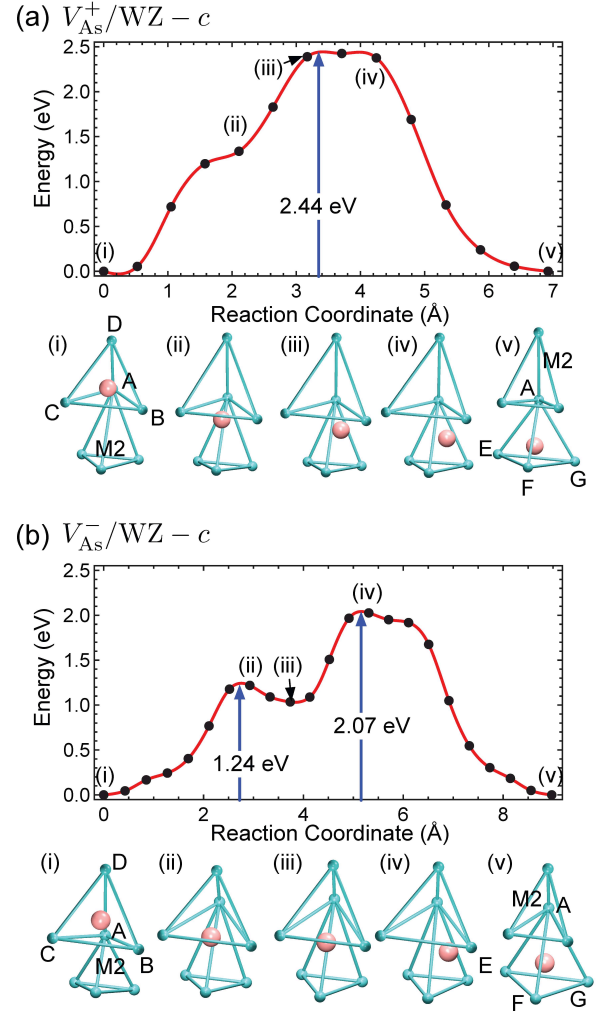 (a) V⁺_As/WZ − c
2.5
2.0
1.5
1.0
0.5
0.0
Energy (eV)
(i)
(ii)
(iii)
(iv)
(v)
2.44 eV
0 1 2 3 4 5 6 7
Reaction Coordinate (Å)
(i) (ii) (iii) (iv) (v)
D
A
C
B
M2
M2
A
E
F
G
(b) V⁻_As/WZ − c
2.5
2.0
1.5
1.0
0.5
0.0
Energy (eV)
(i)
(ii)
(iii)
(iv)
(v)
1.24 eV
2.07 eV
0 2 4 6 8
Reaction Coordinate (Å)
(i) (ii) (iii) (iv) (v)
D
A
C
B
M2
M2
A
E
F
G